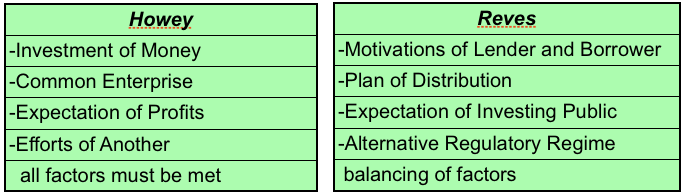 Howey
-Investment of Money
-Common Enterprise
-Expectation of Profits
-Efforts of Another
all factors must be met
Reves
-Motivations of Lender and Borrower
-Plan of Distribution
-Expectation of Investing Public
-Alternative Regulatory Regime
balancing of factors